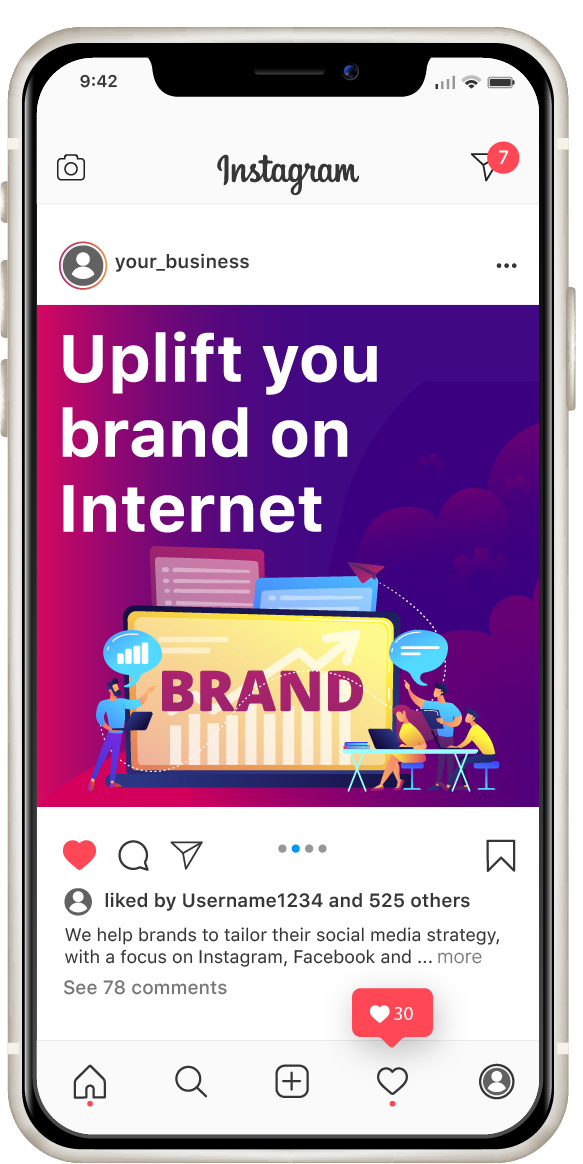 9:42
Instagram
7
your_business
Uplift you
brand on
Internet
BRAND
liked by Username1234 and 525 others
We help brands to tailor their social media strategy,
with a focus on Instagram, Facebook and ... more
See 78 comments
30